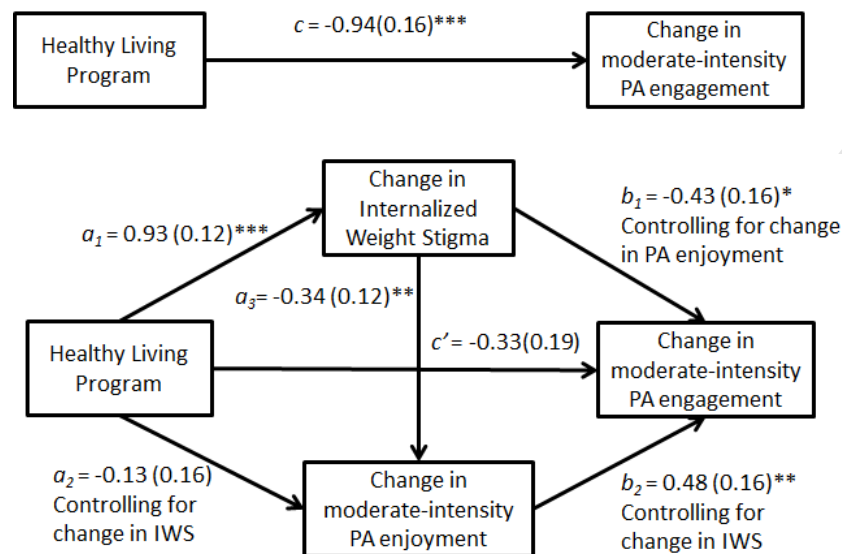 c = -0.94(0.16)***
Healthy Living
Program
Change in
moderate-intensity
PA engagement
Change in
Internalized
Weight Stigma
b1 = -0.43 (0.16)*
Controlling for change
in PA enjoyment
a1 = 0.93 (0.12)***
a3= -0.34 (0.12)**
c’ = -0.33(0.19)
Healthy Living
Program
Change in
moderate-intensity
PA engagement
a2 = -0.13 (0.16)
Controlling for
change in IWS
Change in
moderate-intensity
PA enjoyment
b2 = 0.48 (0.16)**
Controlling for
change in IWS